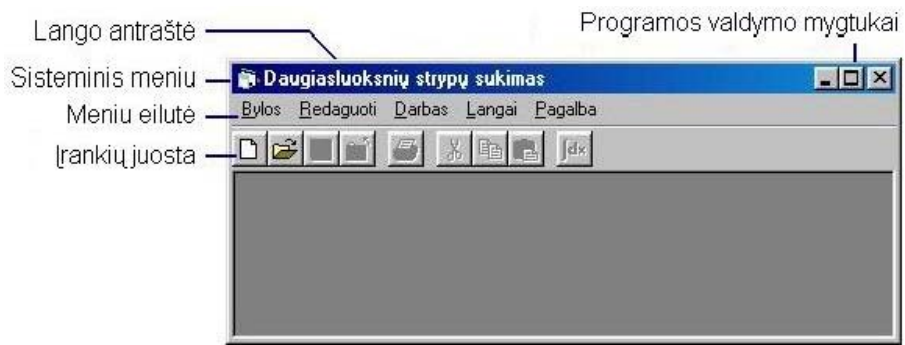 Programos valdymo mygtukai
Lango antraštė
Sisteminis meniu
Daugiasluoksnių strypų sukimas
Meniu eilutė
Bylos Redaguoti Darbas Langai Pagalba
Įrankių juosta
∫dx